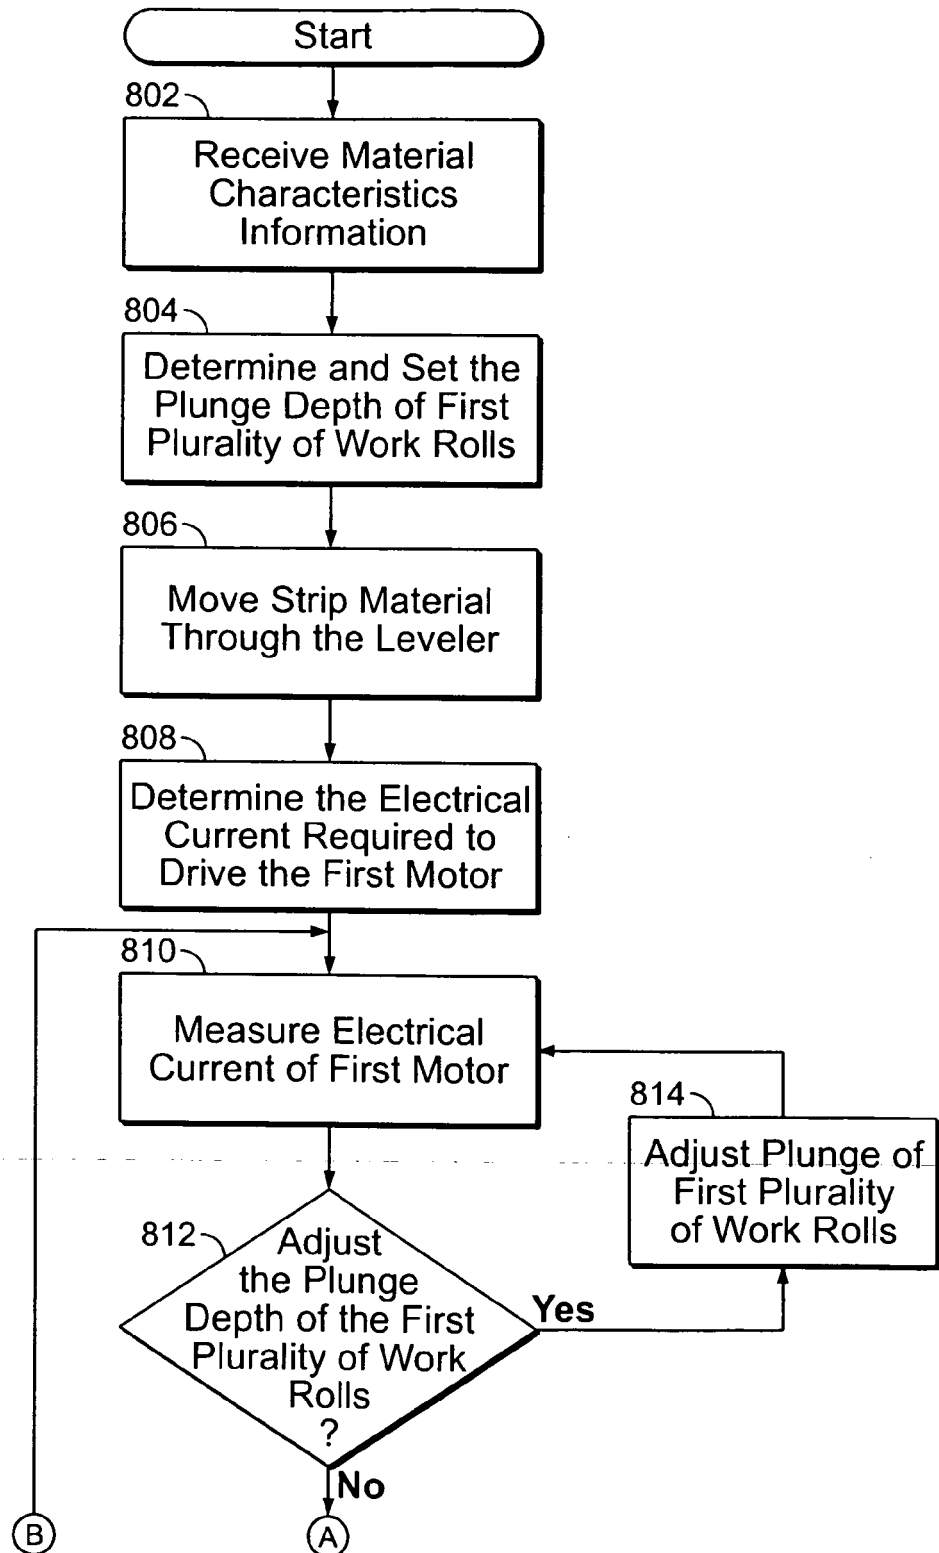 Start
802
Receive Material
Characteristics
Information
804
Determine and Set the
Plunge Depth of First
Plurality of Work Rolls
806
Move Strip Material
Through the Leveler
808
Determine the Electrical
Current Required to
Drive the First Motor
810
Measure Electrical
Current of First Motor
814
Adjust Plunge of
First Plurality
of Work Rolls
812
Adjust
the Plunge
Depth of the First
Plurality of Work
Rolls
?
Yes
No
B
A